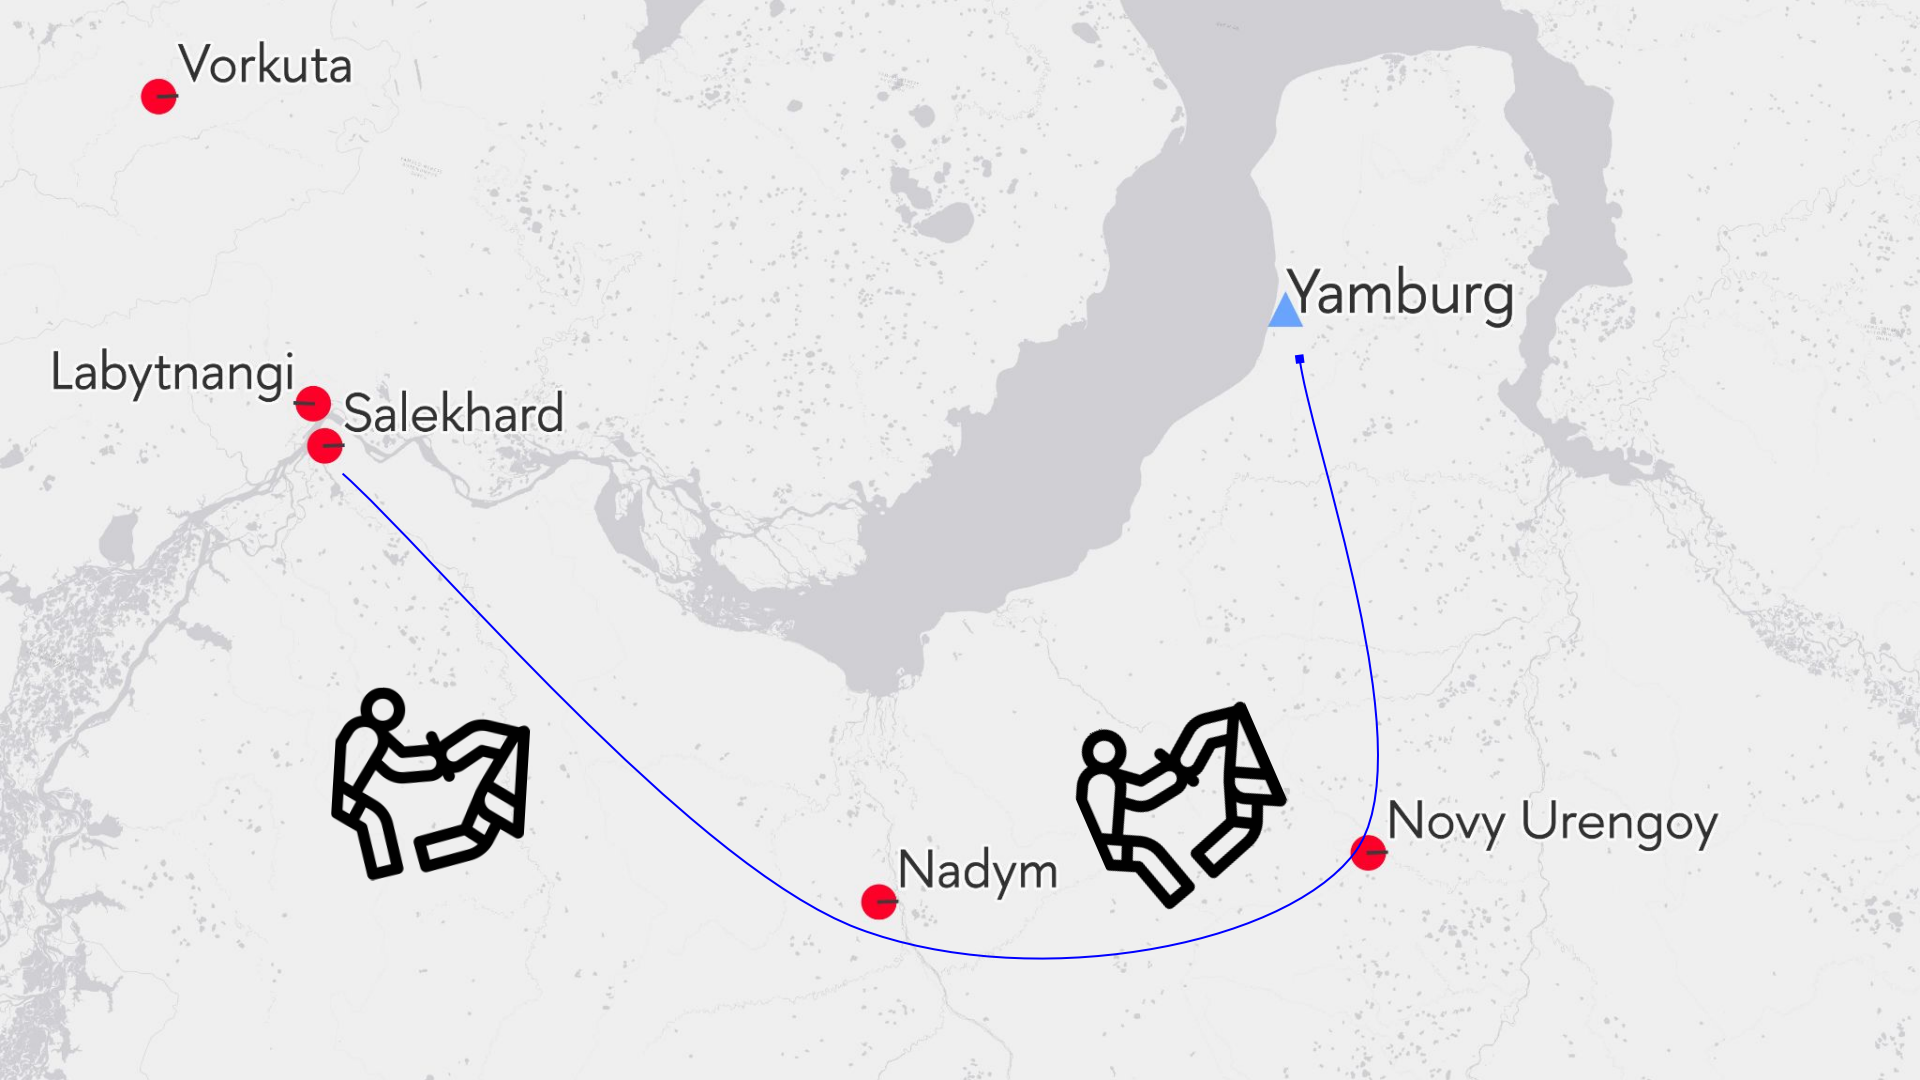 Vorkuta
Yamburg
Labytnangi
Salekhard
Novy Urengoy
Nadym